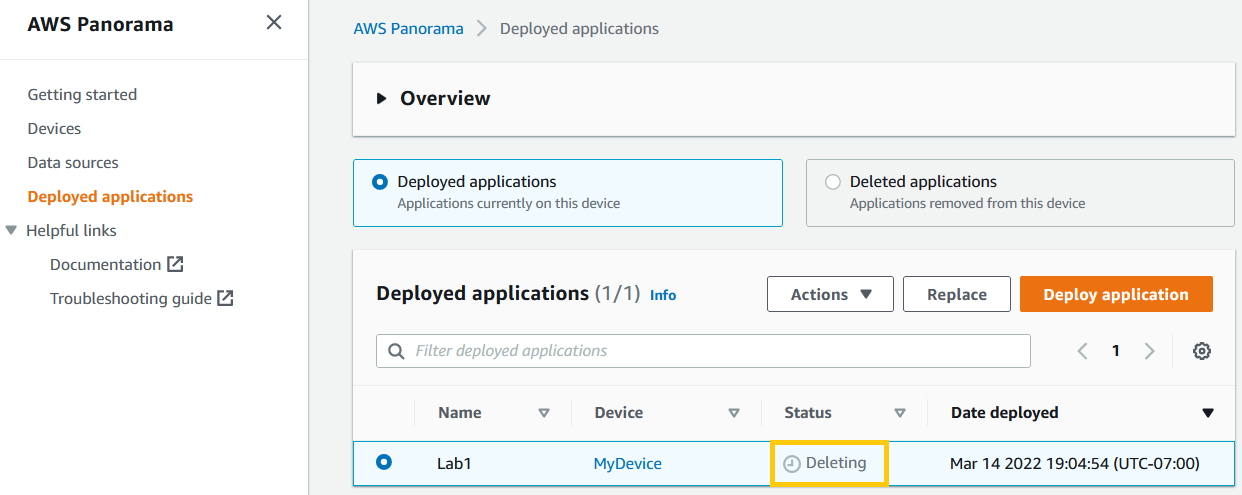 AWS Panorama
Getting started
Devices
Data sources
Deployed applications
Helpful links
Documentation
Troubleshooting guide
AWS Panorama > Deployed applications
Overview
Deployed applications
Applications currently on this device
Deleted applications
Applications removed from this device
Deployed applications (1/1) Info
Actions Replace Deploy application
Filter deployed applications
1
Name Device Status Date deployed
Lab1 MyDevice Deleting Mar 14 2022 19:04:54 (UTC-07:00)